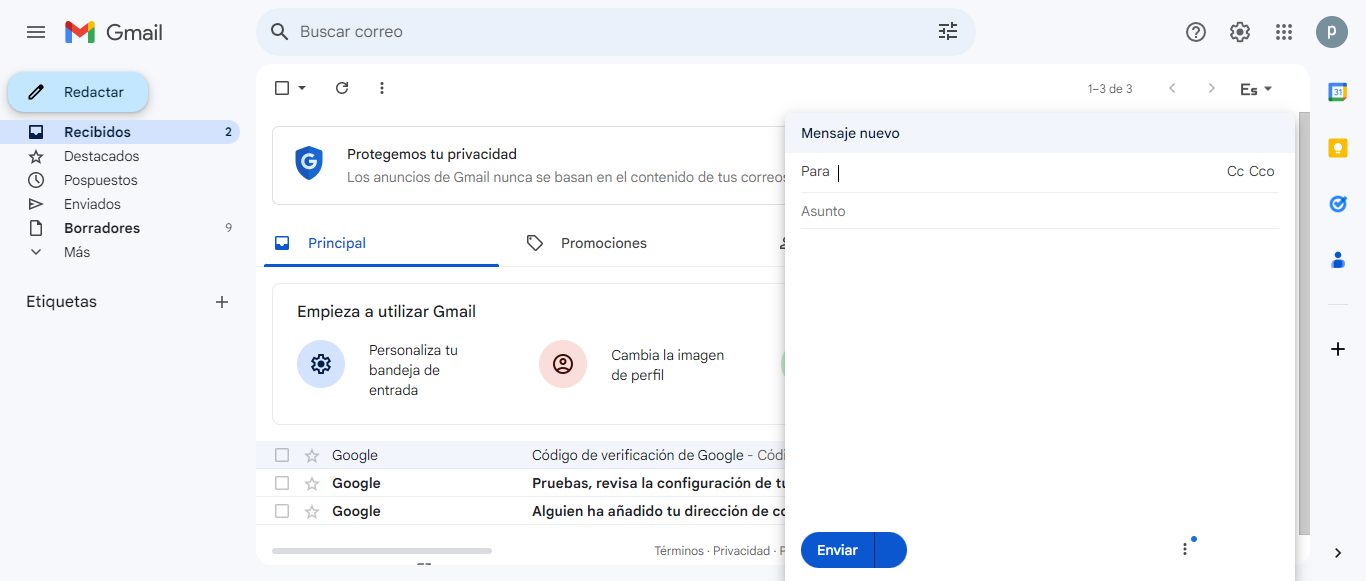 Gmail
Buscar correo
P
Redactar
1–3 de 3
Es
31
Recibidos 2
Destacados
Pospuestos
Enviados
Borradores 9
Más
Etiquetas
G
Protegemos tu privacidad
Los anuncios de Gmail nunca se basan en el contenido de tus correos
Principal
Promociones
Empieza a utilizar Gmail
Personaliza tu
bandeja de
entrada
Cambia la imagen
de perfil
Google Código de verificación de Google - Códi
Google Pruebas, revisa la configuración de tu
Google Alguien ha añadido tu dirección de co
Términos · Privacidad · P
Mensaje nuevo
Para Cc Cco
Asunto
Enviar